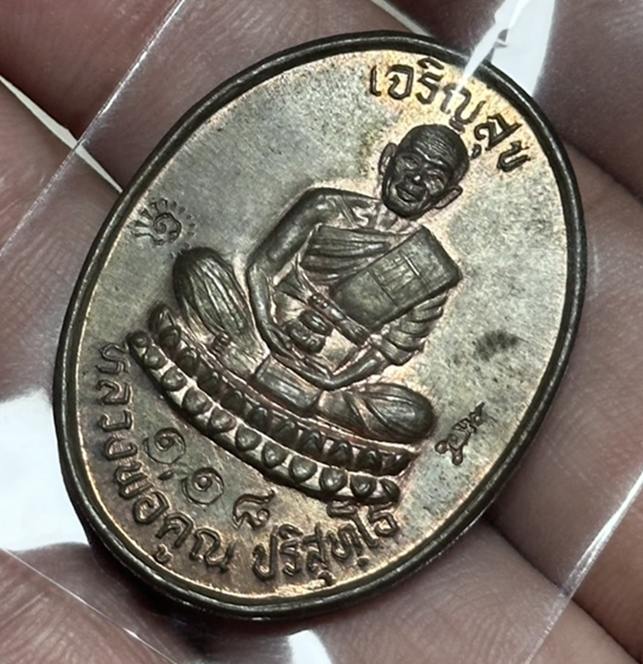 เจริญสุข
๑,๑ ๘
หลวงพ่อคูณ ปริสุทฺโธ